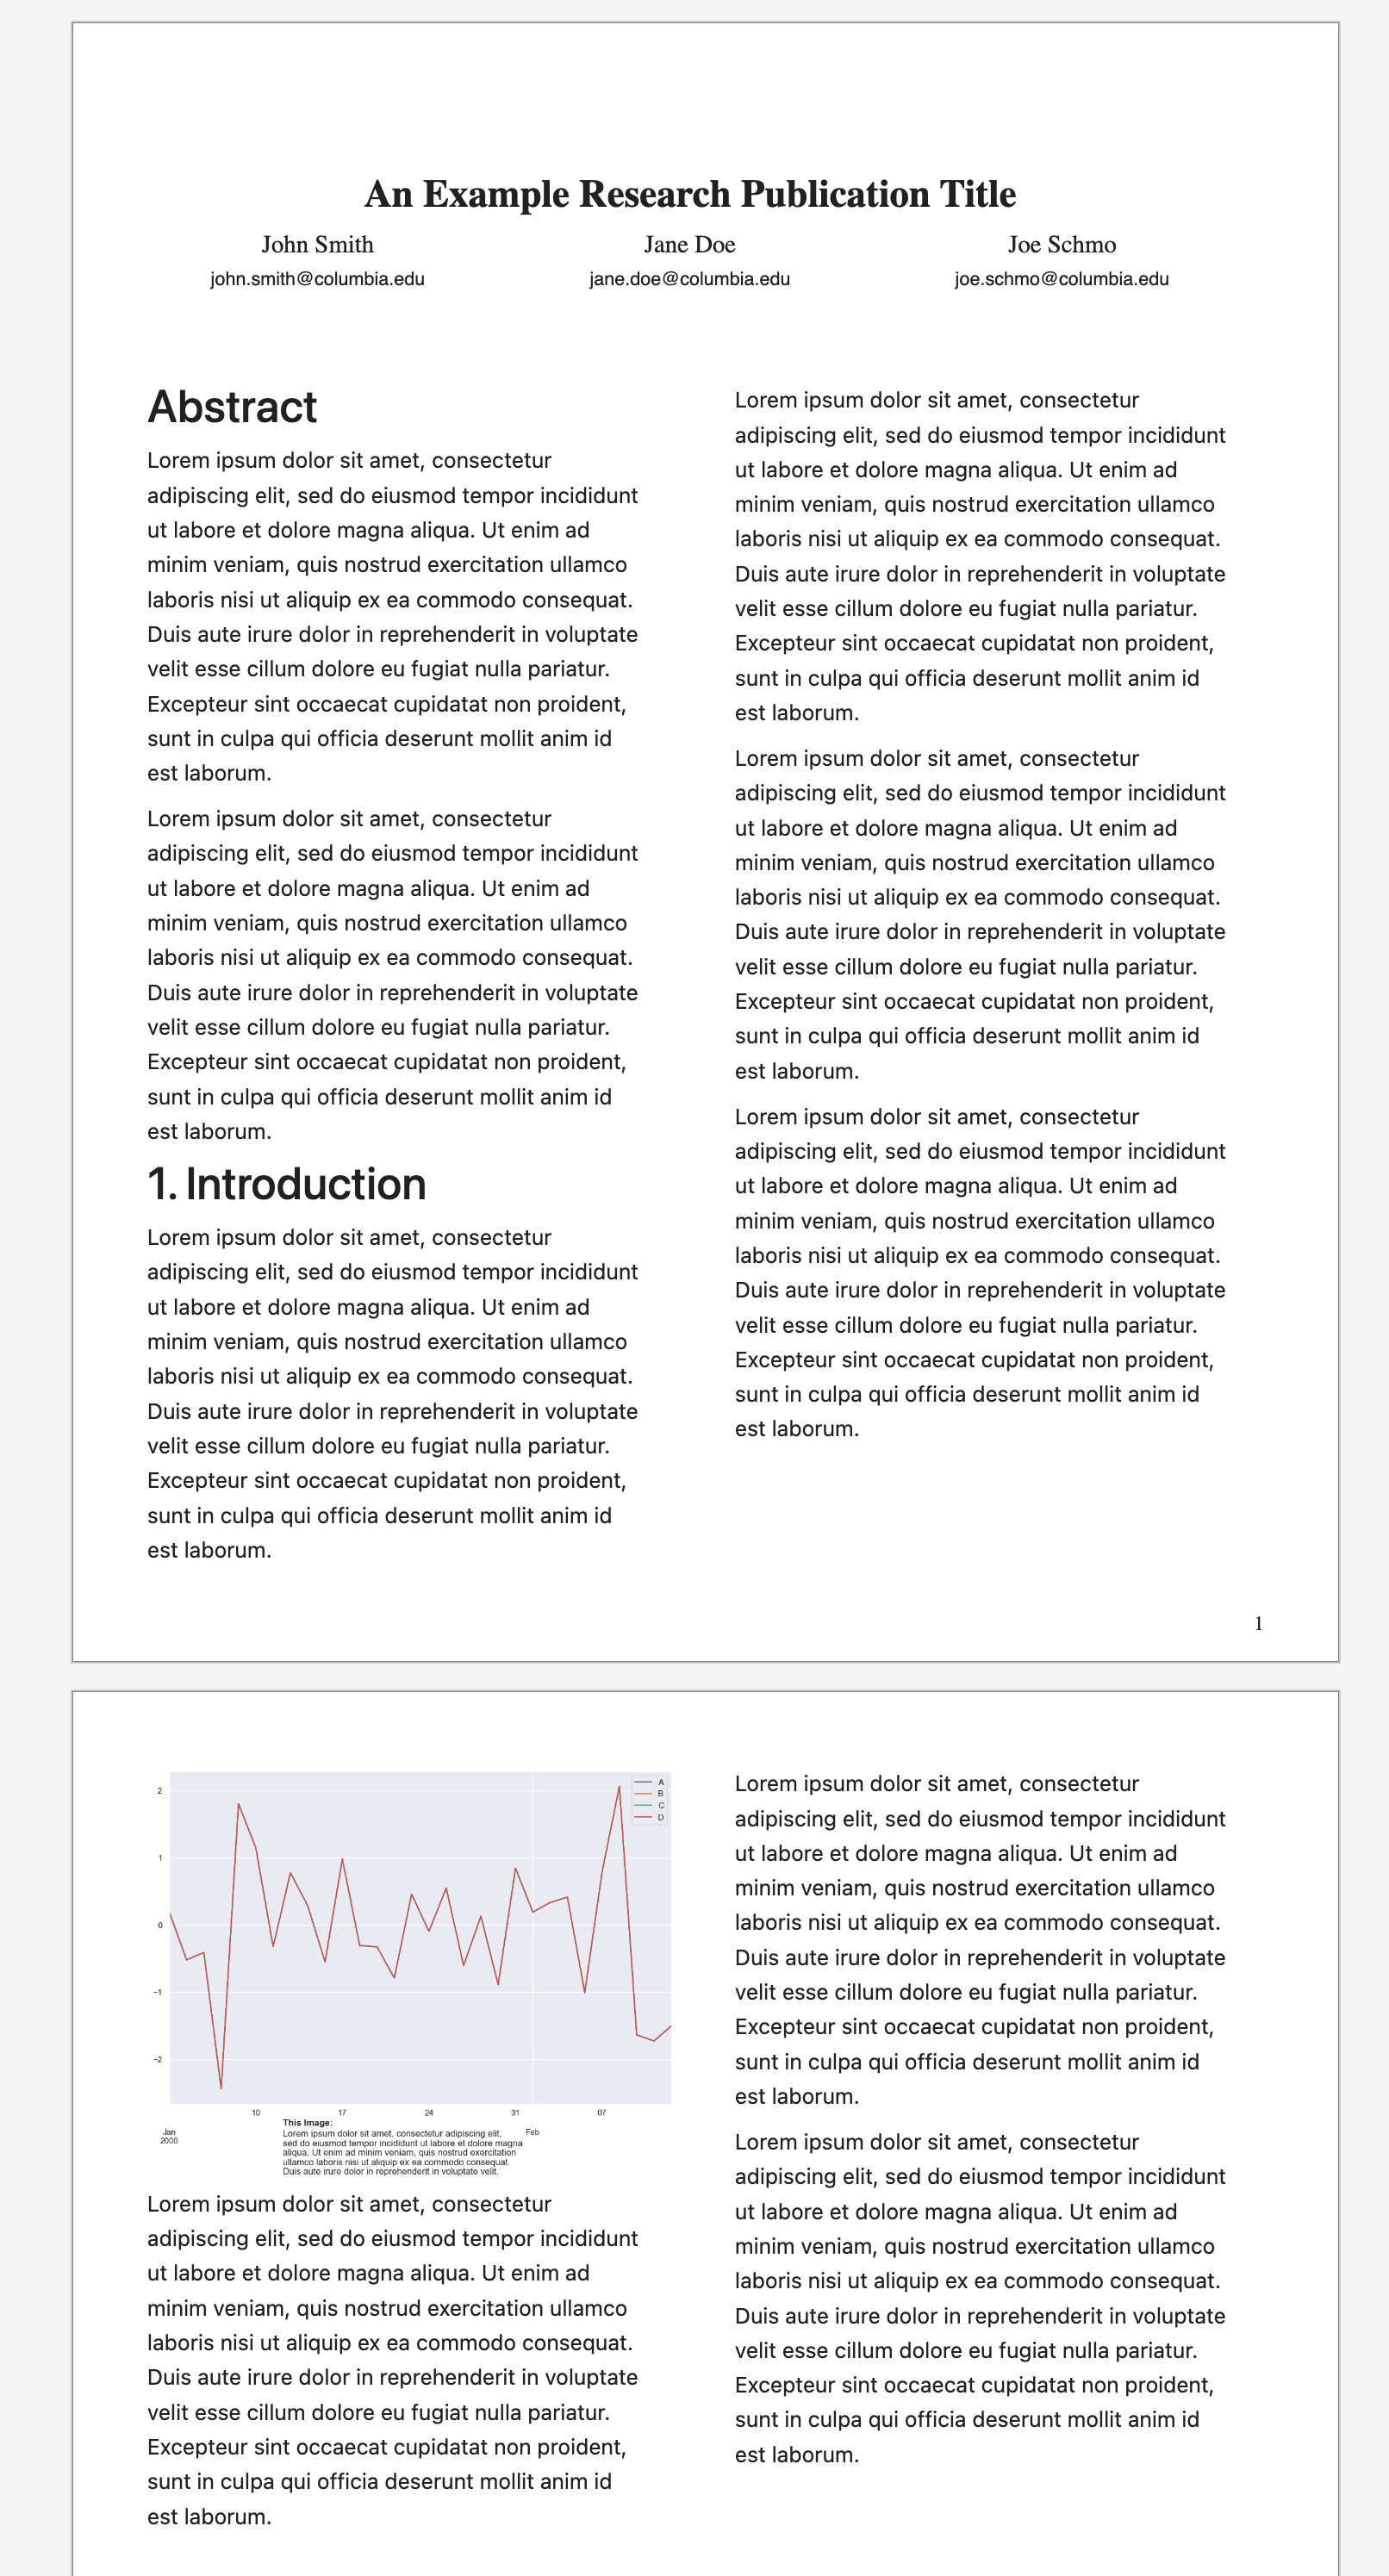 An Example Research Publication Title
John Smith
john.smith@columbia.edu
Jane Doe
jane.doe@columbia.edu
Joe Schmo
joe.schmo@columbia.edu
Abstract
Lorem ipsum dolor sit amet, consectetur
adipiscing elit, sed do eiusmod tempor incididunt
ut labore et dolore magna aliqua. Ut enim ad
minim veniam, quis nostrud exercitation ullamco
laboris nisi ut aliquip ex ea commodo consequat.
Duis aute irure dolor in reprehenderit in voluptate
velit esse cillum dolore eu fugiat nulla pariatur.
Excepteur sint occaecat cupidatat non proident,
sunt in culpa qui officia deserunt mollit anim id
est laborum.
Lorem ipsum dolor sit amet, consectetur
adipiscing elit, sed do eiusmod tempor incididunt
ut labore et dolore magna aliqua. Ut enim ad
minim veniam, quis nostrud exercitation ullamco
laboris nisi ut aliquip ex ea commodo consequat.
Duis aute irure dolor in reprehenderit in voluptate
velit esse cillum dolore eu fugiat nulla pariatur.
Excepteur sint occaecat cupidatat non proident,
sunt in culpa qui officia deserunt mollit anim id
est laborum.
1. Introduction
Lorem ipsum dolor sit amet, consectetur
adipiscing elit, sed do eiusmod tempor incididunt
ut labore et dolore magna aliqua. Ut enim ad
minim veniam, quis nostrud exercitation ullamco
laboris nisi ut aliquip ex ea commodo consequat.
Duis aute irure dolor in reprehenderit in voluptate
velit esse cillum dolore eu fugiat nulla pariatur.
Excepteur sint occaecat cupidatat non proident,
sunt in culpa qui officia deserunt mollit anim id
est laborum.
Lorem ipsum dolor sit amet, consectetur
adipiscing elit, sed do eiusmod tempor incididunt
ut labore et dolore magna aliqua. Ut enim ad
minim veniam, quis nostrud exercitation ullamco
laboris nisi ut aliquip ex ea commodo consequat.
Duis aute irure dolor in reprehenderit in voluptate
velit esse cillum dolore eu fugiat nulla pariatur.
Excepteur sint occaecat cupidatat non proident,
sunt in culpa qui officia deserunt mollit anim id
est laborum.
Lorem ipsum dolor sit amet, consectetur
adipiscing elit, sed do eiusmod tempor incididunt
ut labore et dolore magna aliqua. Ut enim ad
minim veniam, quis nostrud exercitation ullamco
laboris nisi ut aliquip ex ea commodo consequat.
Duis aute irure dolor in reprehenderit in voluptate
velit esse cillum dolore eu fugiat nulla pariatur.
Excepteur sint occaecat cupidatat non proident,
sunt in culpa qui officia deserunt mollit anim id
est laborum.
Lorem ipsum dolor sit amet, consectetur
adipiscing elit, sed do eiusmod tempor incididunt
ut labore et dolore magna aliqua. Ut enim ad
minim veniam, quis nostrud exercitation ullamco
laboris nisi ut aliquip ex ea commodo consequat.
Duis aute irure dolor in reprehenderit in voluptate
velit esse cillum dolore eu fugiat nulla pariatur.
Excepteur sint occaecat cupidatat non proident,
sunt in culpa qui officia deserunt mollit anim id
est laborum.
1
A
B
C
D
2
1
0
−1
−2
10
17
24
31
07
Jan
2000
Feb
This Image:
Lorem ipsum dolor sit amet, consectetur adipiscing elit,
sed do eiusmod tempor incididunt ut labore et dolore magna
aliqua. Ut enim ad minim veniam, quis nostrud exercitation
ullamco laboris nisi ut aliquip ex ea commodo consequat.
Duis aute irure dolor in reprehenderit in voluptate velit.
Lorem ipsum dolor sit amet, consectetur
adipiscing elit, sed do eiusmod tempor incididunt
ut labore et dolore magna aliqua. Ut enim ad
minim veniam, quis nostrud exercitation ullamco
laboris nisi ut aliquip ex ea commodo consequat.
Duis aute irure dolor in reprehenderit in voluptate
velit esse cillum dolore eu fugiat nulla pariatur.
Excepteur sint occaecat cupidatat non proident,
sunt in culpa qui officia deserunt mollit anim id
est laborum.
Lorem ipsum dolor sit amet, consectetur
adipiscing elit, sed do eiusmod tempor incididunt
ut labore et dolore magna aliqua. Ut enim ad
minim veniam, quis nostrud exercitation ullamco
laboris nisi ut aliquip ex ea commodo consequat.
Duis aute irure dolor in reprehenderit in voluptate
velit esse cillum dolore eu fugiat nulla pariatur.
Excepteur sint occaecat cupidatat non proident,
sunt in culpa qui officia deserunt mollit anim id
est laborum.
Lorem ipsum dolor sit amet, consectetur
adipiscing elit, sed do eiusmod tempor incididunt
ut labore et dolore magna aliqua. Ut enim ad
minim veniam, quis nostrud exercitation ullamco
laboris nisi ut aliquip ex ea commodo consequat.
Duis aute irure dolor in reprehenderit in voluptate
velit esse cillum dolore eu fugiat nulla pariatur.
Excepteur sint occaecat cupidatat non proident,
sunt in culpa qui officia deserunt mollit anim id
est laborum.